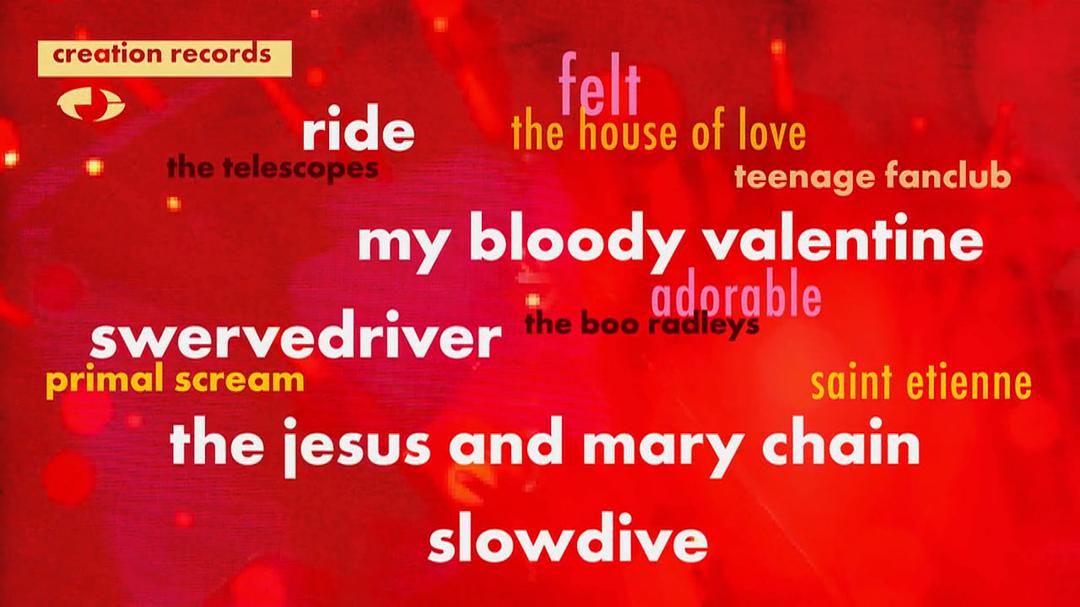 creation records
felt
ride
the house of love
the telescopes
teenage fanclub
my bloody valentine
adorable
the boo radleys
swervedriver
primal scream
saint etienne
the jesus and mary chain
slowdive